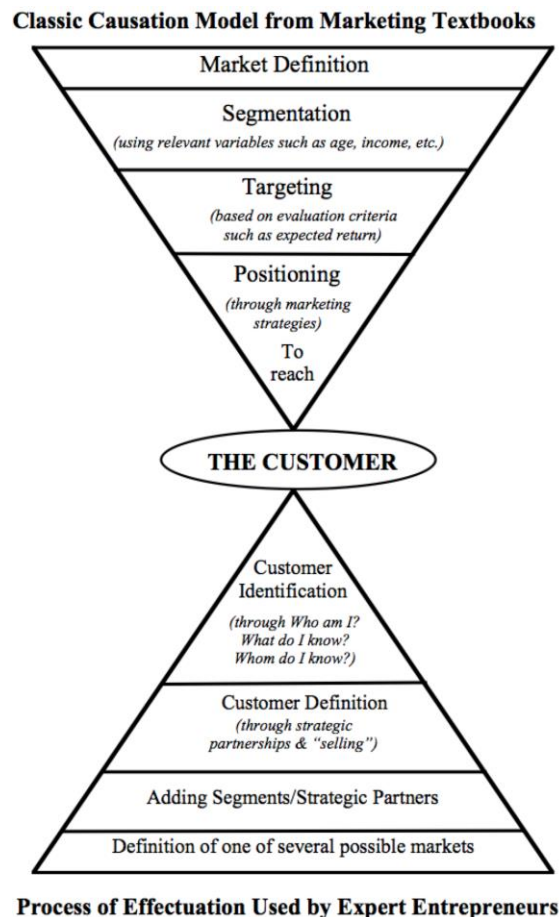 Classic Causation Model from Marketing Textbooks
Market Definition
Segmentation
(using relevant variables such as age, income, etc.)
Targeting
(based on evaluation criteria
such as expected return)
Positioning
(through marketing
strategies)
To
reach
THE CUSTOMER
Customer
Identification
(through Who am I?
What do I know?
Whom do I know?)
Customer Definition
(through strategic
partnerships & “selling”)
Adding Segments/Strategic Partners
Definition of one of several possible markets
Process of Effectuation Used by Expert Entrepreneurs